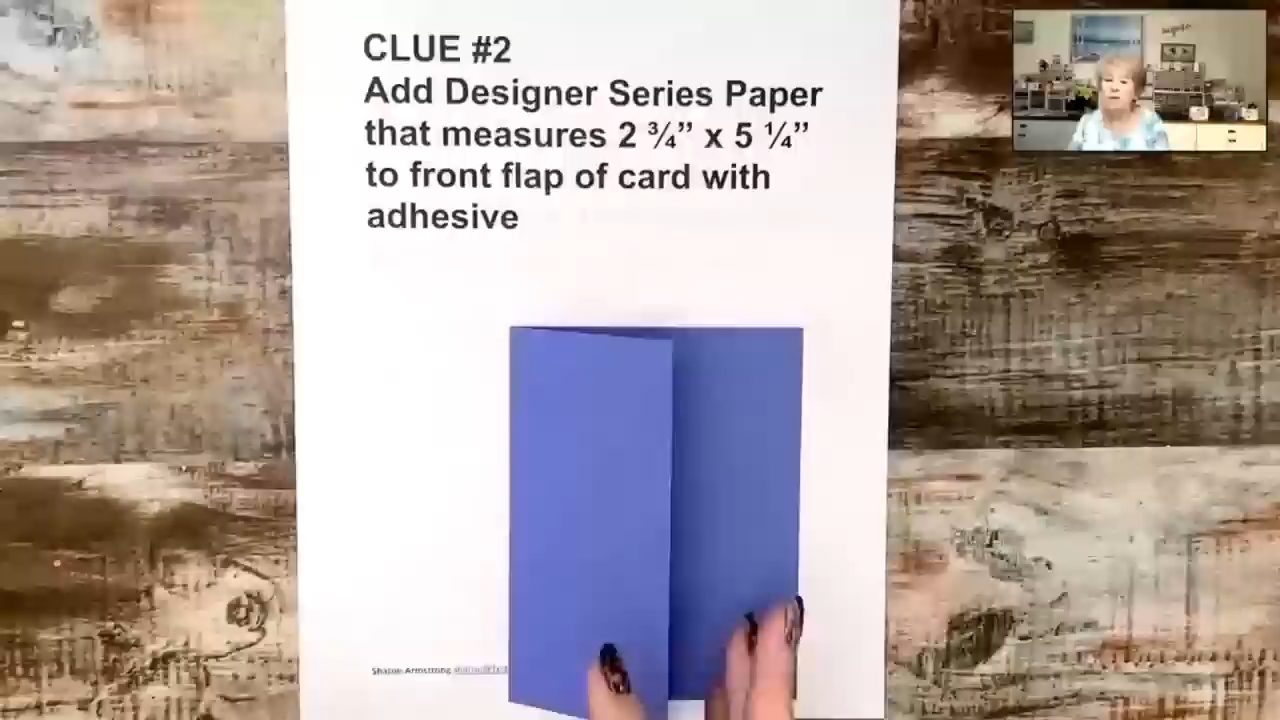 CLUE #2
Add Designer Series Paper
that measures 2 ¾” x 5 ¼”
to front flap of card with
adhesive
Sharon Armstrong